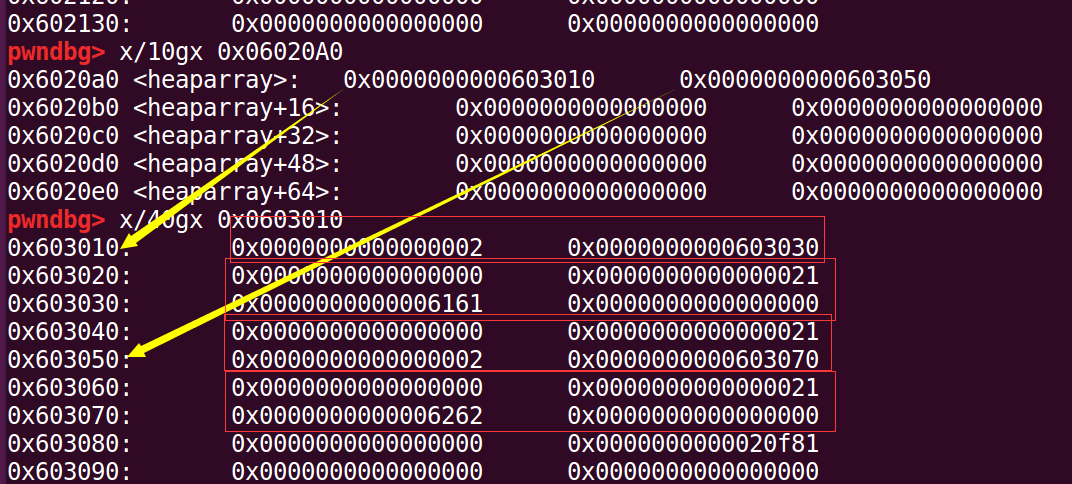 0x602120: 0x0000000000000000 0x0000000000000000
0x602130: 0x0000000000000000 0x0000000000000000
pwndbg> x/10gx 0x06020A0
0x6020a0 <heaparray>: 0x0000000000603010 0x0000000000603050
0x6020b0 <heaparray+16>: 0x0000000000000000 0x0000000000000000
0x6020c0 <heaparray+32>: 0x0000000000000000 0x0000000000000000
0x6020d0 <heaparray+48>: 0x0000000000000000 0x0000000000000000
0x6020e0 <heaparray+64>: 0x0000000000000000 0x0000000000000000
pwndbg> x/40gx 0x0603010
0x603010: 0x0000000000000002 0x0000000000603030
0x603020: 0x0000000000000000 0x0000000000000021
0x603030: 0x0000000000006161 0x0000000000000000
0x603040: 0x0000000000000000 0x0000000000000021
0x603050: 0x0000000000000002 0x0000000000603070
0x603060: 0x0000000000000000 0x0000000000000021
0x603070: 0x0000000000006262 0x0000000000000000
0x603080: 0x0000000000000000 0x0000000000020f81
0x603090: 0x0000000000000000 0x0000000000000000